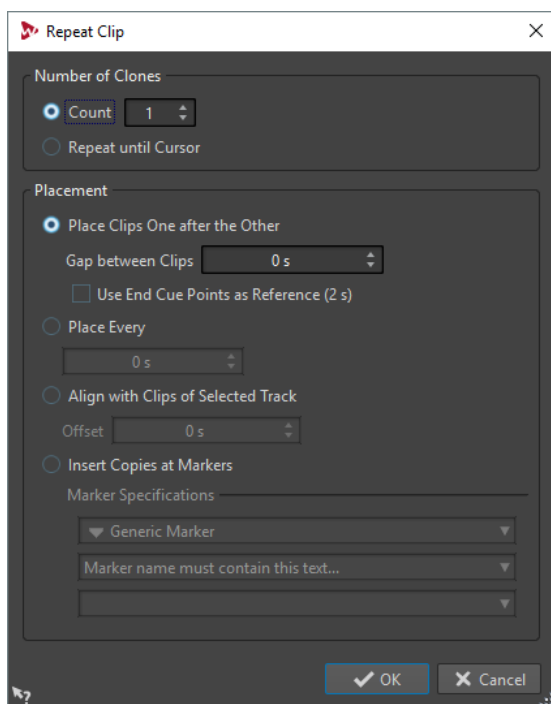 Repeat Clip
Number of Clones
Count 1
Repeat until Cursor
Placement
Place Clips One after the Other
Gap between Clips 0 s
Use End Cue Points as Reference (2 s)
Place Every
0 s
Align with Clips of Selected Track
Offset 0 s
Insert Copies at Markers
Marker Specifications
Generic Marker
Marker name must contain this text...
OK Cancel
?